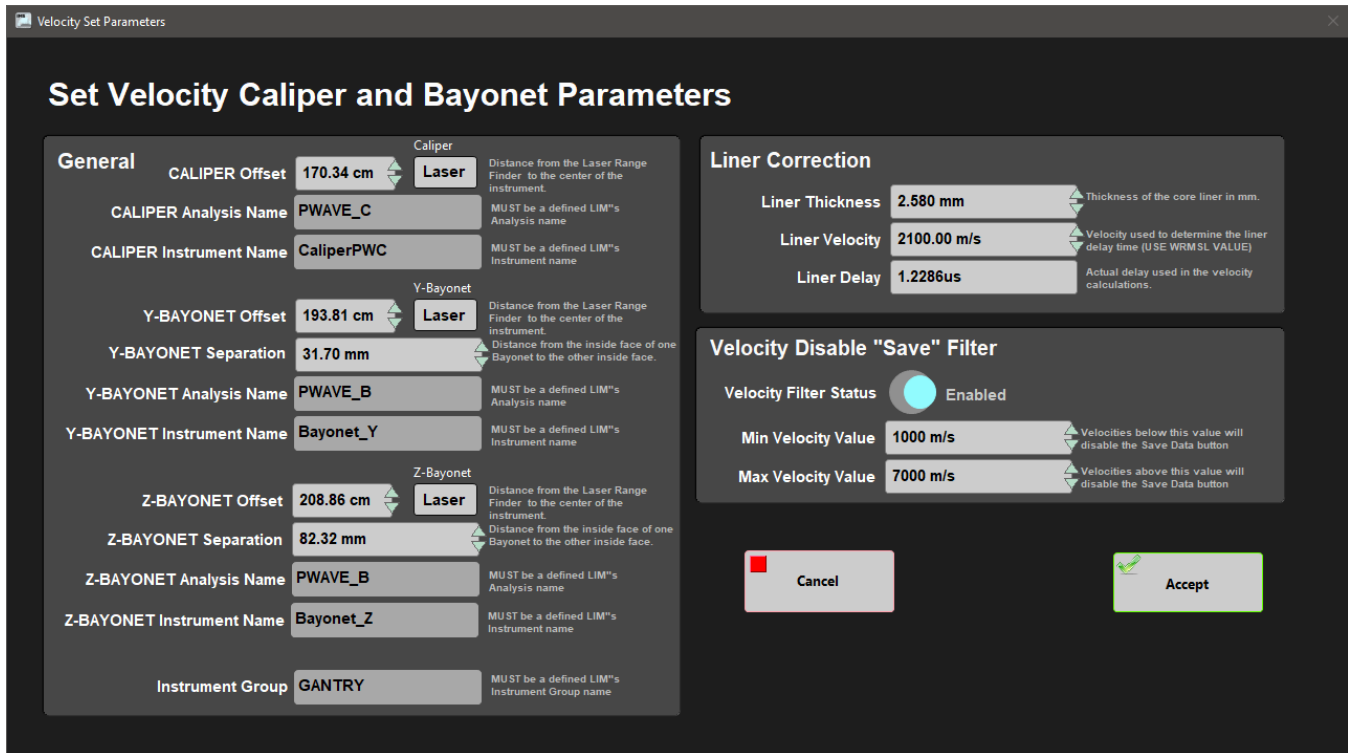 Velocity Set Parameters
Set Velocity Caliper and Bayonet Parameters
General
Caliper
CALIPER Offset 170.34 cm Laser
Distance from the Laser Range
Finder to the center of the
instrument.
CALIPER Analysis Name PWAVE_C
MUST be a defined LIM"s
Analysis name
CALIPER Instrument Name CaliperPWC
MUST be a defined LIM"s
Instrument name
Y-Bayonet
Y-BAYONET Offset 193.81 cm Laser
Distance from the Laser Range
Finder to the center of the
instrument.
Y-BAYONET Separation 31.70 mm
Distance from the inside face of one
Bayonet to the other inside face.
Y-BAYONET Analysis Name PWAVE_B
MUST be a defined LIM"s
Analysis name
Y-BAYONET Instrument Name Bayonet_Y
MUST be a defined LIM"s
Instrument name
Z-Bayonet
Z-BAYONET Offset 208.86 cm Laser
Distance from the Laser Range
Finder to the center of the
instrument.
Z-BAYONET Separation 82.32 mm
Distance from the inside face of one
Bayonet to the other inside face.
Z-BAYONET Analysis Name PWAVE_B
MUST be a defined LIM"s
Analysis name
Z-BAYONET Instrument Name Bayonet_Z
MUST be a defined LIM"s
Instrument name
Instrument Group GANTRY
MUST be a defined LIM"s
Instrument Group name
Liner Correction
Liner Thickness 2.580 mm
Thickness of the core liner in mm.
Liner Velocity 2100.00 m/s
Velocity used to determine the liner
delay time (USE WRMSL VALUE)
Liner Delay 1.2286us
Actual delay used in the velocity
calculations.
Velocity Disable "Save" Filter
Velocity Filter Status Enabled
Min Velocity Value 1000 m/s
Velocities below this value will
disable the Save Data button
Max Velocity Value 7000 m/s
Velocities above this value will
disable the Save Data button
Cancel
Accept